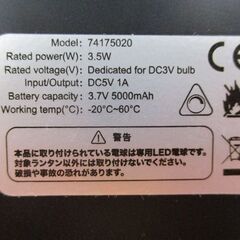 Model: 74175020
Rated power(W): 3.5W
Rated voltage(V): Dedicated for DC3V bulb
Input/Output: DC5V 1A
Battery capacity: 3.7V 5000mAh
Working temp(℃): -20℃~60℃
CE
⚠警告
本品に取り付けられている電球は専用LED電球です。
対象ランタン以外には取り付けないでください。
破損や事故の恐れがあります。